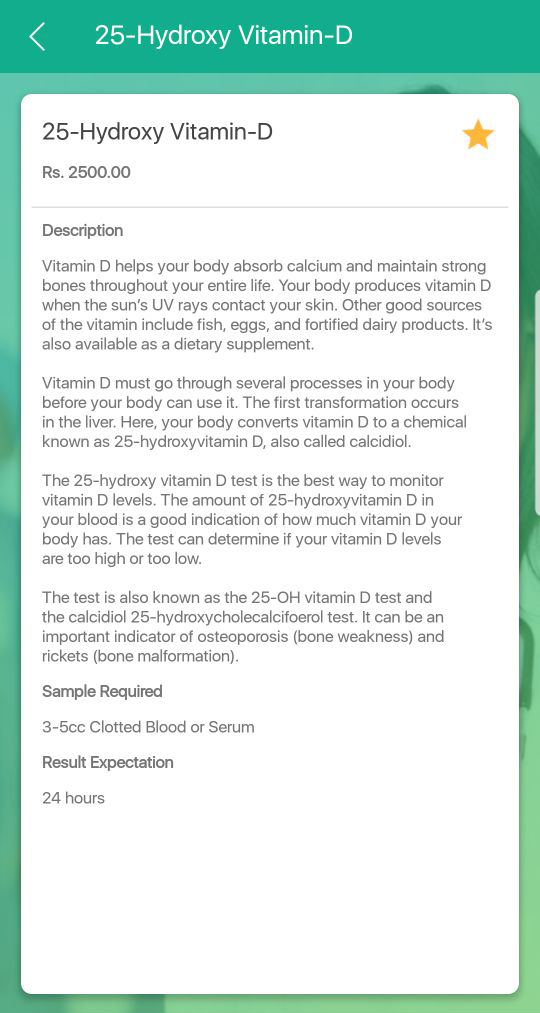 25-Hydroxy Vitamin-D
25-Hydroxy Vitamin-D
Rs. 2500.00
Description
Vitamin D helps your body absorb calcium and maintain strong
bones throughout your entire life. Your body produces vitamin D
when the sun's UV rays contact your skin. Other good sources
of the vitamin include fish, eggs, and fortified dairy products. It's
also available as a dietary supplement.
Vitamin D must go through several processes in your body
before your body can use it. The first transformation occurs
in the liver. Here, your body converts vitamin D to a chemical
known as 25-hydroxyvitamin D, also called calcidiol.
The 25-hydroxy vitamin D test is the best way to monitor
vitamin D levels. The amount of 25-hydroxyvitamin D in
your blood is a good indication of how much vitamin D your
body has. The test can determine if your vitamin D levels
are too high or too low.
The test is also known as the 25-OH vitamin D test and
the calcidiol 25-hydroxycholecalcifoerol test. It can be an
important indicator of osteoporosis (bone weakness) and
rickets (bone malformation).
Sample Required
3-5cc Clotted Blood or Serum
Result Expectation
24 hours